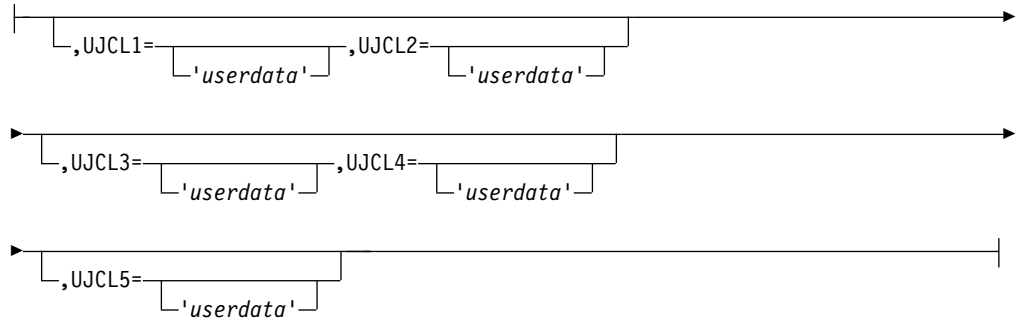 ,UJCL1= ,UJCL2=
'userdata' 'userdata'
,UJCL3= ,UJCL4=
'userdata' 'userdata'
,UJCL5=
'userdata'